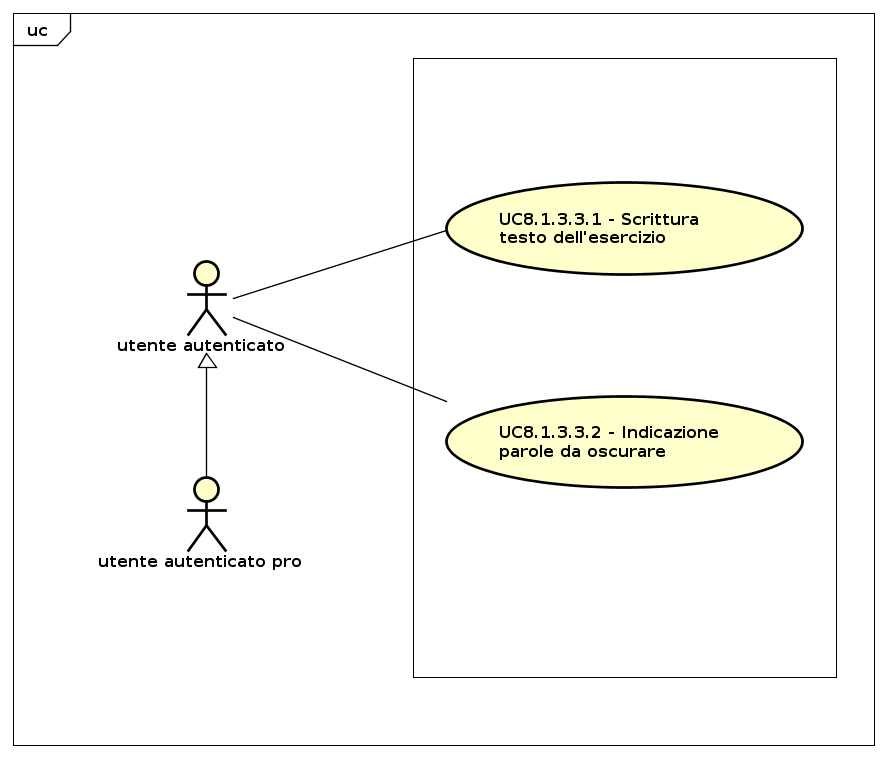 uc
UC8.1.3.3.1 - Scrittura
testo dell'esercizio
utente autenticato
UC8.1.3.3.2 - Indicazione
parole da oscurare
utente autenticato pro